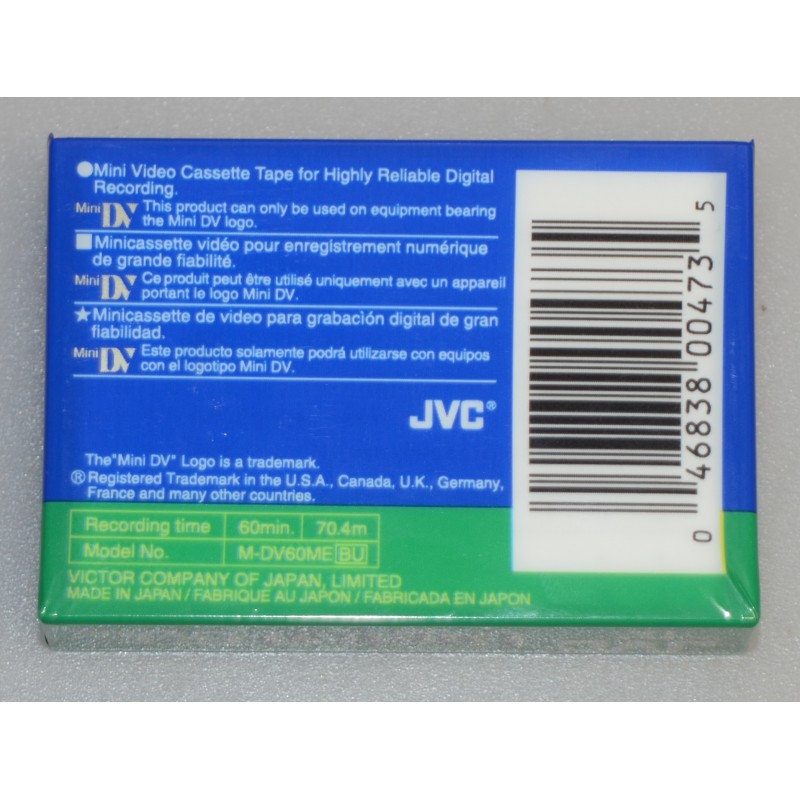 ●Mini Video Cassette Tape for Highly Reliable Digital
Recording.
Mini DV This product can only be used on equipment bearing
the Mini DV logo.
■Minicassette vidéo pour enregistrement numérique
de grande fiabilité.
Mini DV Ce produit peut être utilisé uniquement avec un appareil
portant le logo Mini DV.
★Minicassette de video para grabaciòn digital de gran
fiabilidad.
Mini DV Este producto solamente podrá utilizarse con equipos
con el logotipo Mini DV.
JVC®
The"Mini DV" Logo is a trademark.
® Registered Trademark in the U.S.A., Canada, U.K., Germany,
France and many other countries.
Recording time 60min. 70.4m
Model No. M-DV60ME BU
VICTOR COMPANY OF JAPAN, LIMITED
MADE IN JAPAN / FABRIQUE AU JAPON / FABRICADA EN JAPON
0 46838 00473 5